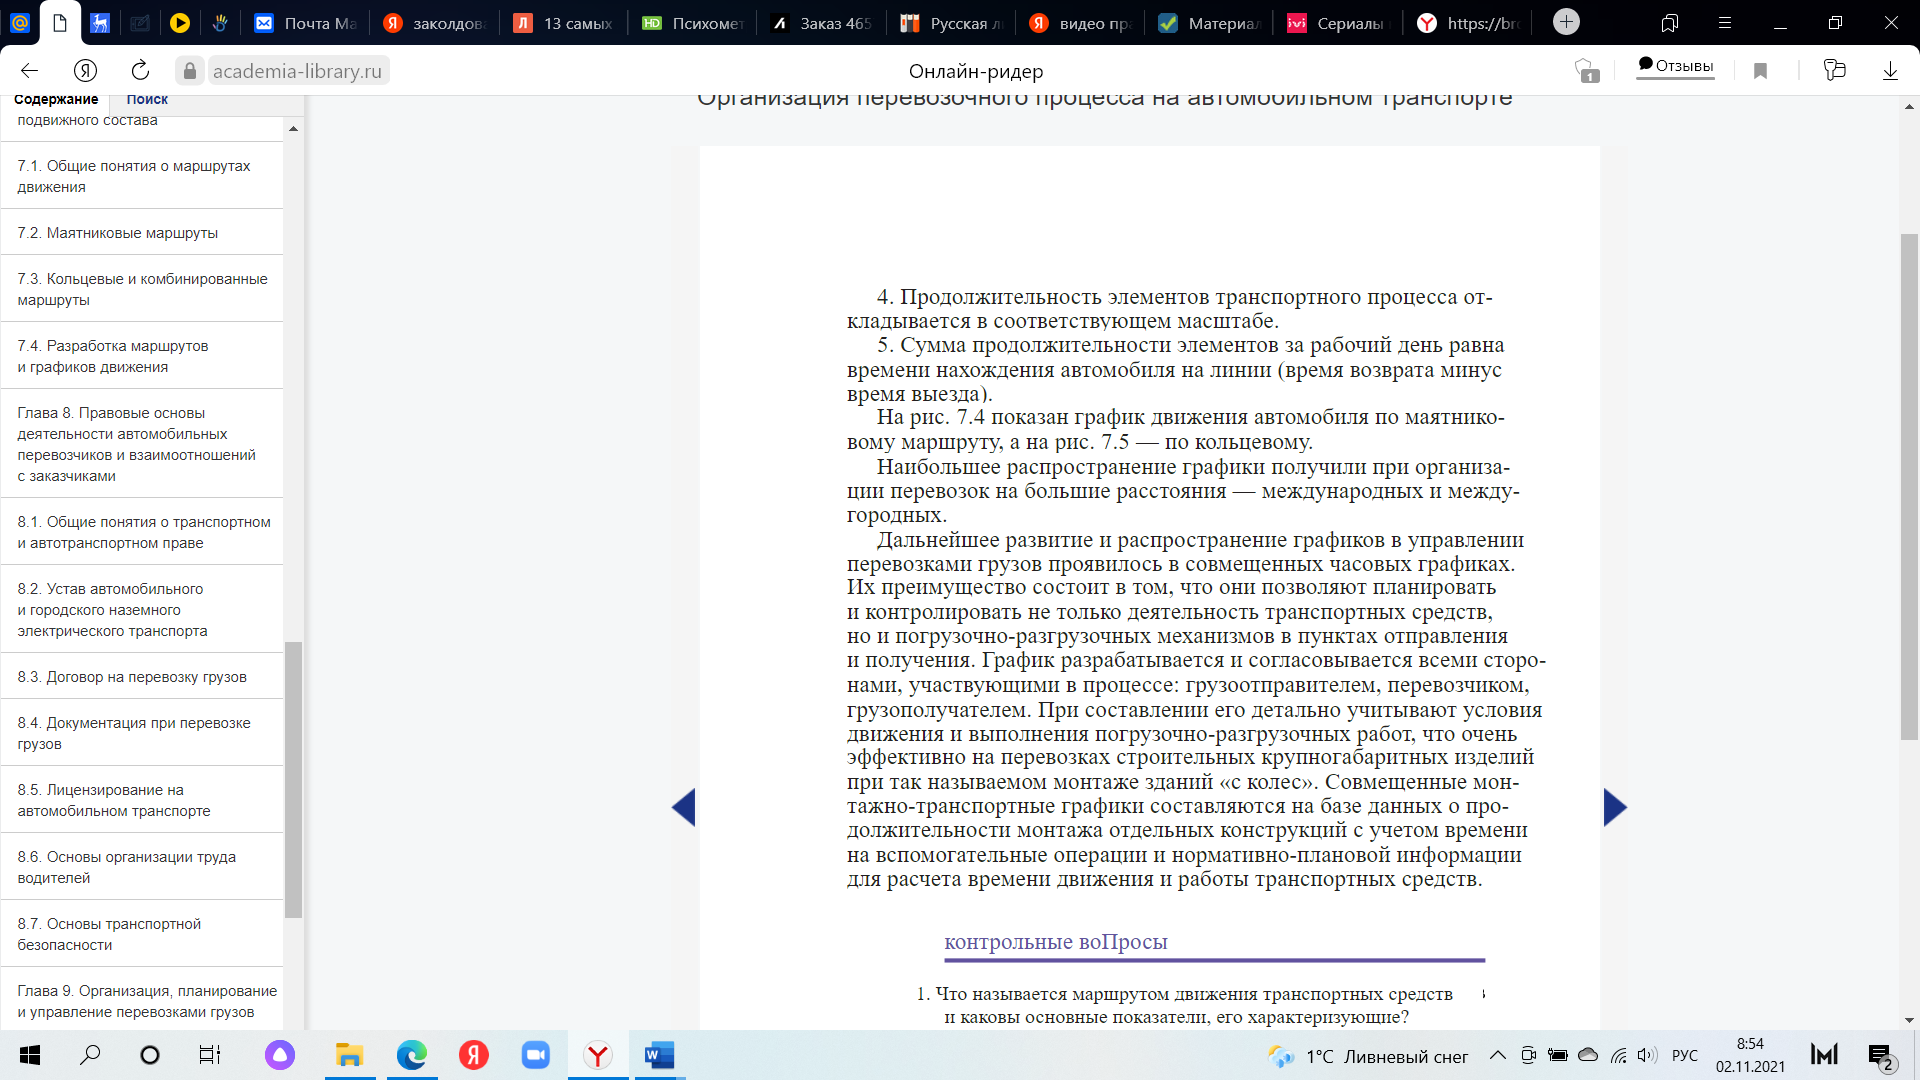 Почта Ма
заколдова
13 самых
Психомет
Заказ 465
Русская л
видео пра
Материал
Сериалы
https://bro
academia-library.ru
Онлайн-ридер
1
Отзывы
Содержание Поиск
подвижного состава
7.1. Общие понятия о маршрутах
движения
7.2. Маятниковые маршруты
7.3. Кольцевые и комбинированные
маршруты
7.4. Разработка маршрутов
и графиков движения
Глава 8. Правовые основы
деятельности автомобильных
перевозчиков и взаимоотношений
с заказчиками
8.1. Общие понятия о транспортном
и автотранспортном праве
8.2. Устав автомобильного
и городского наземного
электрического транспорта
8.3. Договор на перевозку грузов
8.4. Документация при перевозке
грузов
8.5. Лицензирование на
автомобильном транспорте
8.6. Основы организации труда
водителей
8.7. Основы транспортной
безопасности
Глава 9. Организация, планирование
и управление перевозками грузов
Организация перевозочного процесса на автомобильном транспорте
4. Продолжительность элементов транспортного процесса от-
кладывается в соответствующем масштабе.
5. Сумма продолжительности элементов за рабочий день равна
времени нахождения автомобиля на линии (время возврата минус
время выезда).
На рис. 7.4 показан график движения автомобиля по маятнико-
вому маршруту, а на рис. 7.5 — по кольцевому.
Наибольшее распространение графики получили при организа-
ции перевозок на большие расстояния — международных и между-
городных.
Дальнейшее развитие и распространение графиков в управлении
перевозками грузов проявилось в совмещенных часовых графиках.
Их преимущество состоит в том, что они позволяют планировать
и контролировать не только деятельность транспортных средств,
но и погрузочно-разгрузочных механизмов в пунктах отправления
и получения. График разрабатывается и согласовывается всеми сторо-
нами, участвующими в процессе: грузоотправителем, перевозчиком,
грузополучателем. При составлении его детально учитывают условия
движения и выполнения погрузочно-разгрузочных работ, что очень
эффективно на перевозках строительных крупногабаритных изделий
при так называемом монтаже зданий «с колес». Совмещенные мон-
тажно-транспортные графики составляются на базе данных о про-
должительности монтажа отдельных конструкций с учетом времени
на вспомогательные операции и нормативно-плановой информации
для расчета времени движения и работы транспортных средств.
контрольные воПросы
1. Что называется маршрутом движения транспортных средств
и каковы основные показатели, его характеризующие?
1°C Ливневый снег
РУС
8:54
02.11.2021
2